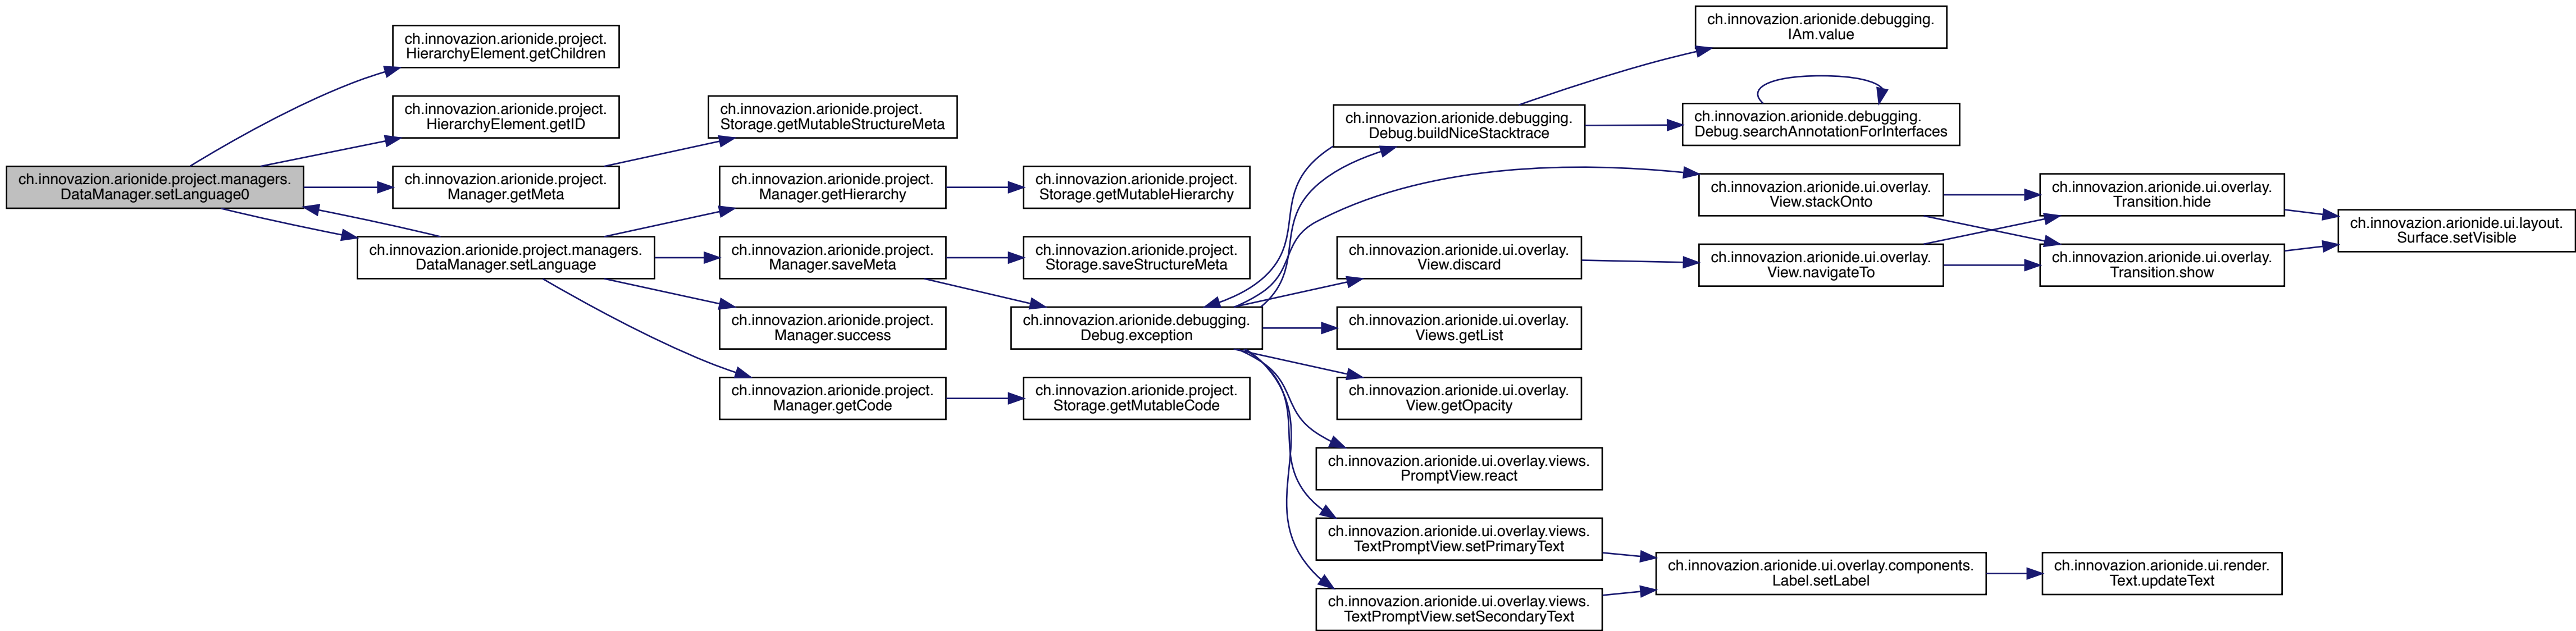 ch.innovazion.arionide.project.managers.
DataManager.setLanguage0
ch.innovazion.arionide.project.
HierarchyElement.getChildren
ch.innovazion.arionide.project.
HierarchyElement.getID
ch.innovazion.arionide.project.
Manager.getMeta
ch.innovazion.arionide.project.managers.
DataManager.setLanguage
ch.innovazion.arionide.project.
Storage.getMutableStructureMeta
ch.innovazion.arionide.project.
Manager.getHierarchy
ch.innovazion.arionide.project.
Manager.saveMeta
ch.innovazion.arionide.project.
Manager.success
ch.innovazion.arionide.project.
Manager.getCode
ch.innovazion.arionide.project.
Storage.getMutableHierarchy
ch.innovazion.arionide.project.
Storage.saveStructureMeta
ch.innovazion.arionide.debugging.
Debug.exception
ch.innovazion.arionide.project.
Storage.getMutableCode
ch.innovazion.arionide.debugging.
Debug.buildNiceStacktrace
ch.innovazion.arionide.ui.overlay.
View.discard
ch.innovazion.arionide.ui.overlay.
Views.getList
ch.innovazion.arionide.ui.overlay.
View.getOpacity
ch.innovazion.arionide.ui.overlay.views.
PromptView.react
ch.innovazion.arionide.ui.overlay.views.
TextPromptView.setPrimaryText
ch.innovazion.arionide.ui.overlay.views.
TextPromptView.setSecondaryText
ch.innovazion.arionide.debugging.
IAm.value
ch.innovazion.arionide.debugging.
Debug.searchAnnotationForInterfaces
ch.innovazion.arionide.ui.overlay.
View.stackOnto
ch.innovazion.arionide.ui.overlay.
View.navigateTo
ch.innovazion.arionide.ui.overlay.components.
Label.setLabel
ch.innovazion.arionide.ui.overlay.
Transition.hide
ch.innovazion.arionide.ui.overlay.
Transition.show
ch.innovazion.arionide.ui.render.
Text.updateText
ch.innovazion.arionide.ui.layout.
Surface.setVisible